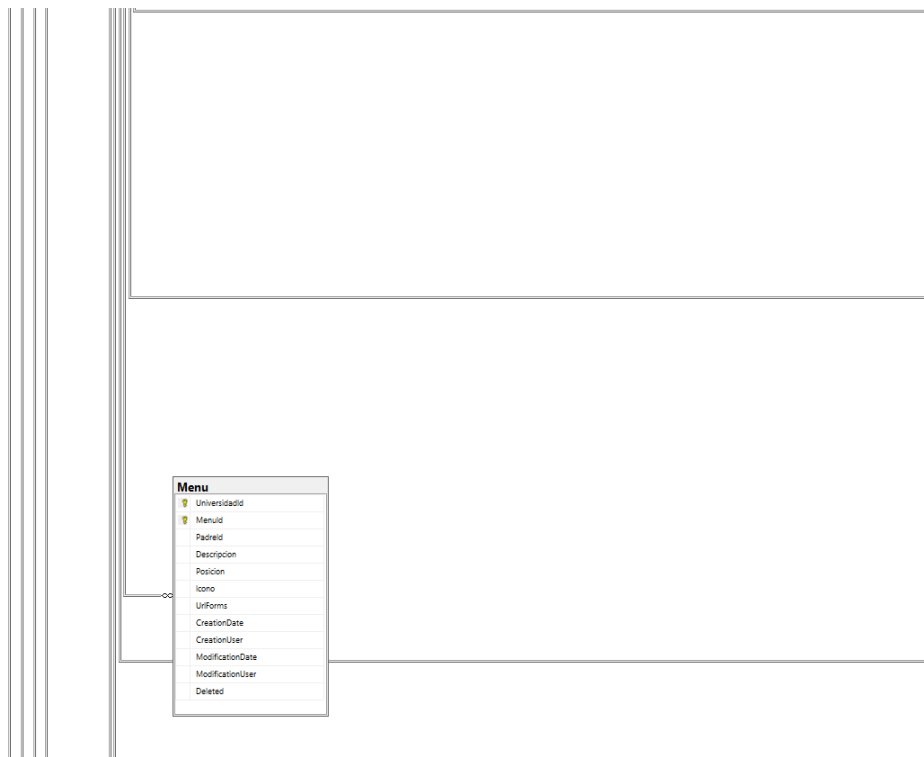 Menu
UniversidadId
MenuId
PadreId
Descripcion
Posicion
Icono
UrlForms
CreationDate
CreationUser
ModificationDate
ModificationUser
Deleted